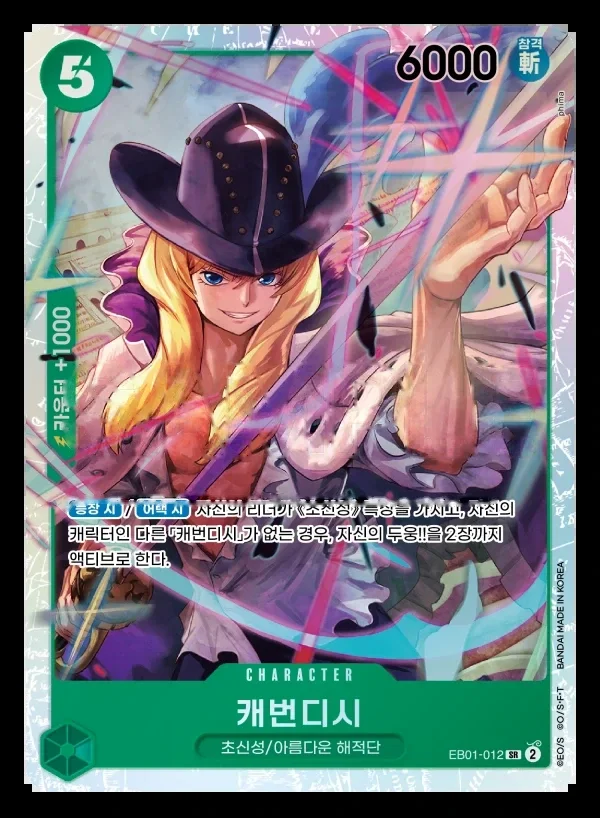 5
6000
참격
斬
phima
카운터 +1000
등장 시 / 어택 시 자신의 리더가 《초신성》 특징을 가지고, 자신의
캐릭터인 다른 「캐번디시」가 없는 경우, 자신의 두웅!!을 2장까지
액티브로 한다.
CHARACTER
캐번디시
초신성/아름다운 해적단
EB01-012 SR 2
©EO/S ©O/S·F·T BANDAI MADE IN KOREA